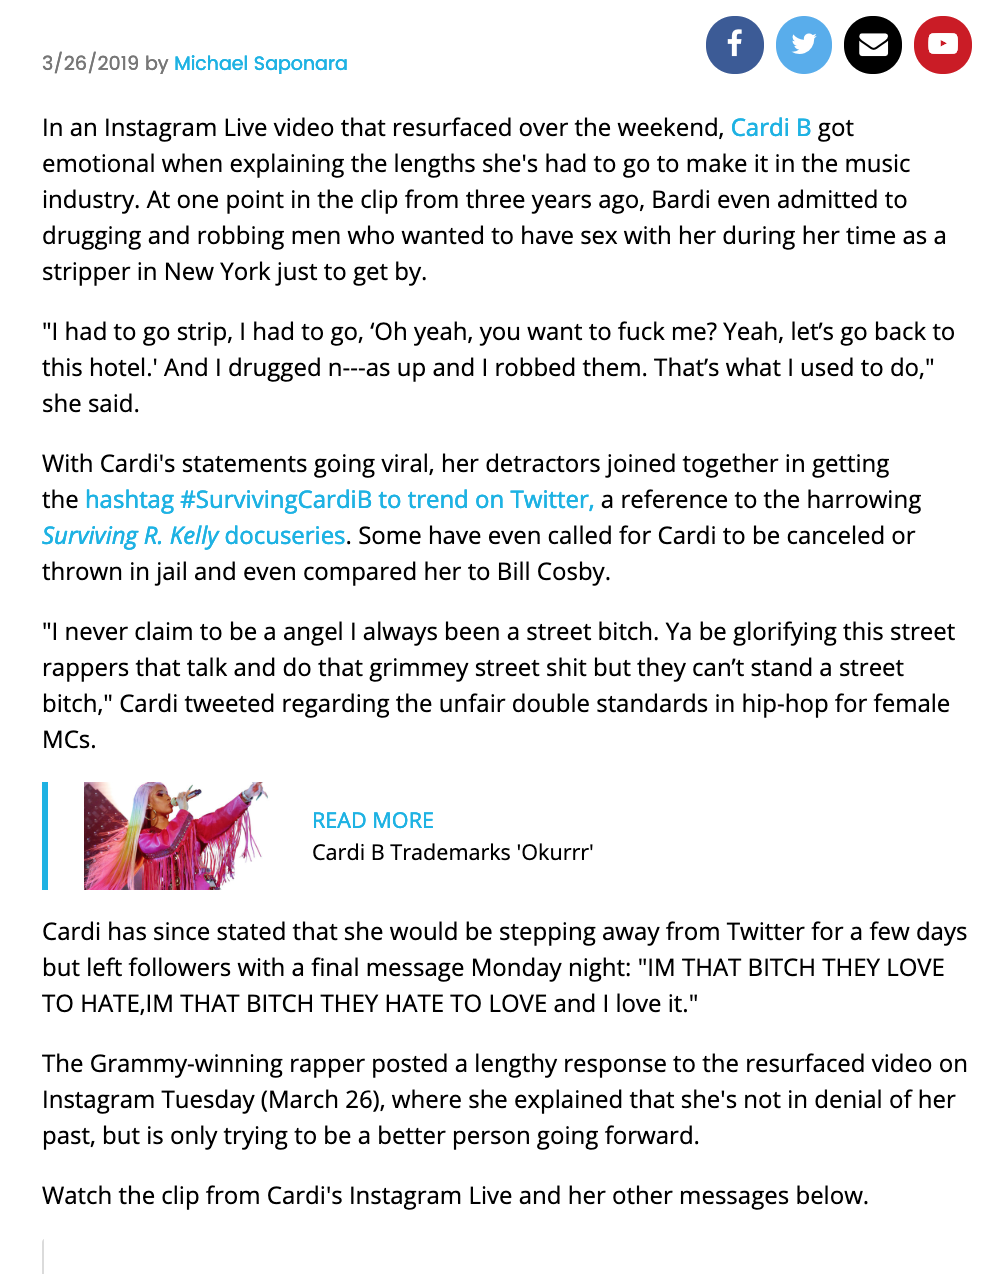 3/26/2019 by Michael Saponara
In an Instagram Live video that resurfaced over the weekend, Cardi B got
emotional when explaining the lengths she's had to go to make it in the music
industry. At one point in the clip from three years ago, Bardi even admitted to
drugging and robbing men who wanted to have sex with her during her time as a
stripper in New York just to get by.
"I had to go strip, I had to go, ‘Oh yeah, you want to fuck me? Yeah, let’s go back to
this hotel.' And I drugged n---as up and I robbed them. That’s what I used to do,"
she said.
With Cardi's statements going viral, her detractors joined together in getting
the hashtag #SurvivingCardiB to trend on Twitter, a reference to the harrowing
Surviving R. Kelly docuseries. Some have even called for Cardi to be canceled or
thrown in jail and even compared her to Bill Cosby.
"I never claim to be a angel I always been a street bitch. Ya be glorifying this street
rappers that talk and do that grimmey street shit but they can’t stand a street
bitch," Cardi tweeted regarding the unfair double standards in hip-hop for female
MCs.
READ MORE
Cardi B Trademarks 'Okurrr'
Cardi has since stated that she would be stepping away from Twitter for a few days
but left followers with a final message Monday night: "IM THAT BITCH THEY LOVE
TO HATE,IM THAT BITCH THEY HATE TO LOVE and I love it."
The Grammy-winning rapper posted a lengthy response to the resurfaced video on
Instagram Tuesday (March 26), where she explained that she's not in denial of her
past, but is only trying to be a better person going forward.
Watch the clip from Cardi's Instagram Live and her other messages below.